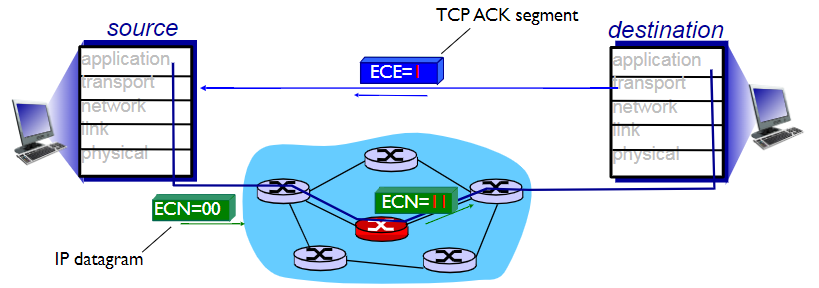 TCP ACK segment
source
destination
application
transport
network
link
physical
ECE=1
application
transport
network
link
physical
ECN=00
ECN=11
IP datagram